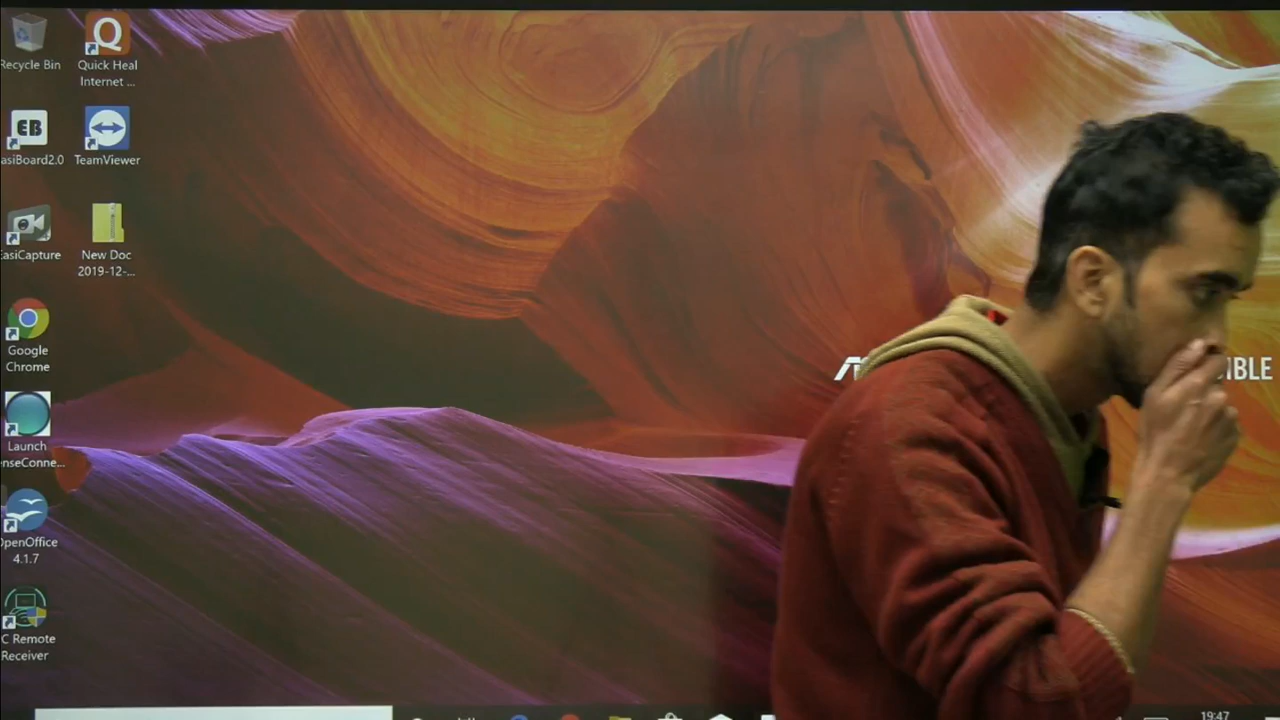 Recycle Bin
Quick Heal
Internet ...
EB
asiBoard2.0
TeamViewer
EasiCapture
New Doc
2019-12-...
Google
Chrome
Launch
enseConne...
OpenOffice
4.1.7
C Remote
Receiver
IBLE
19:47